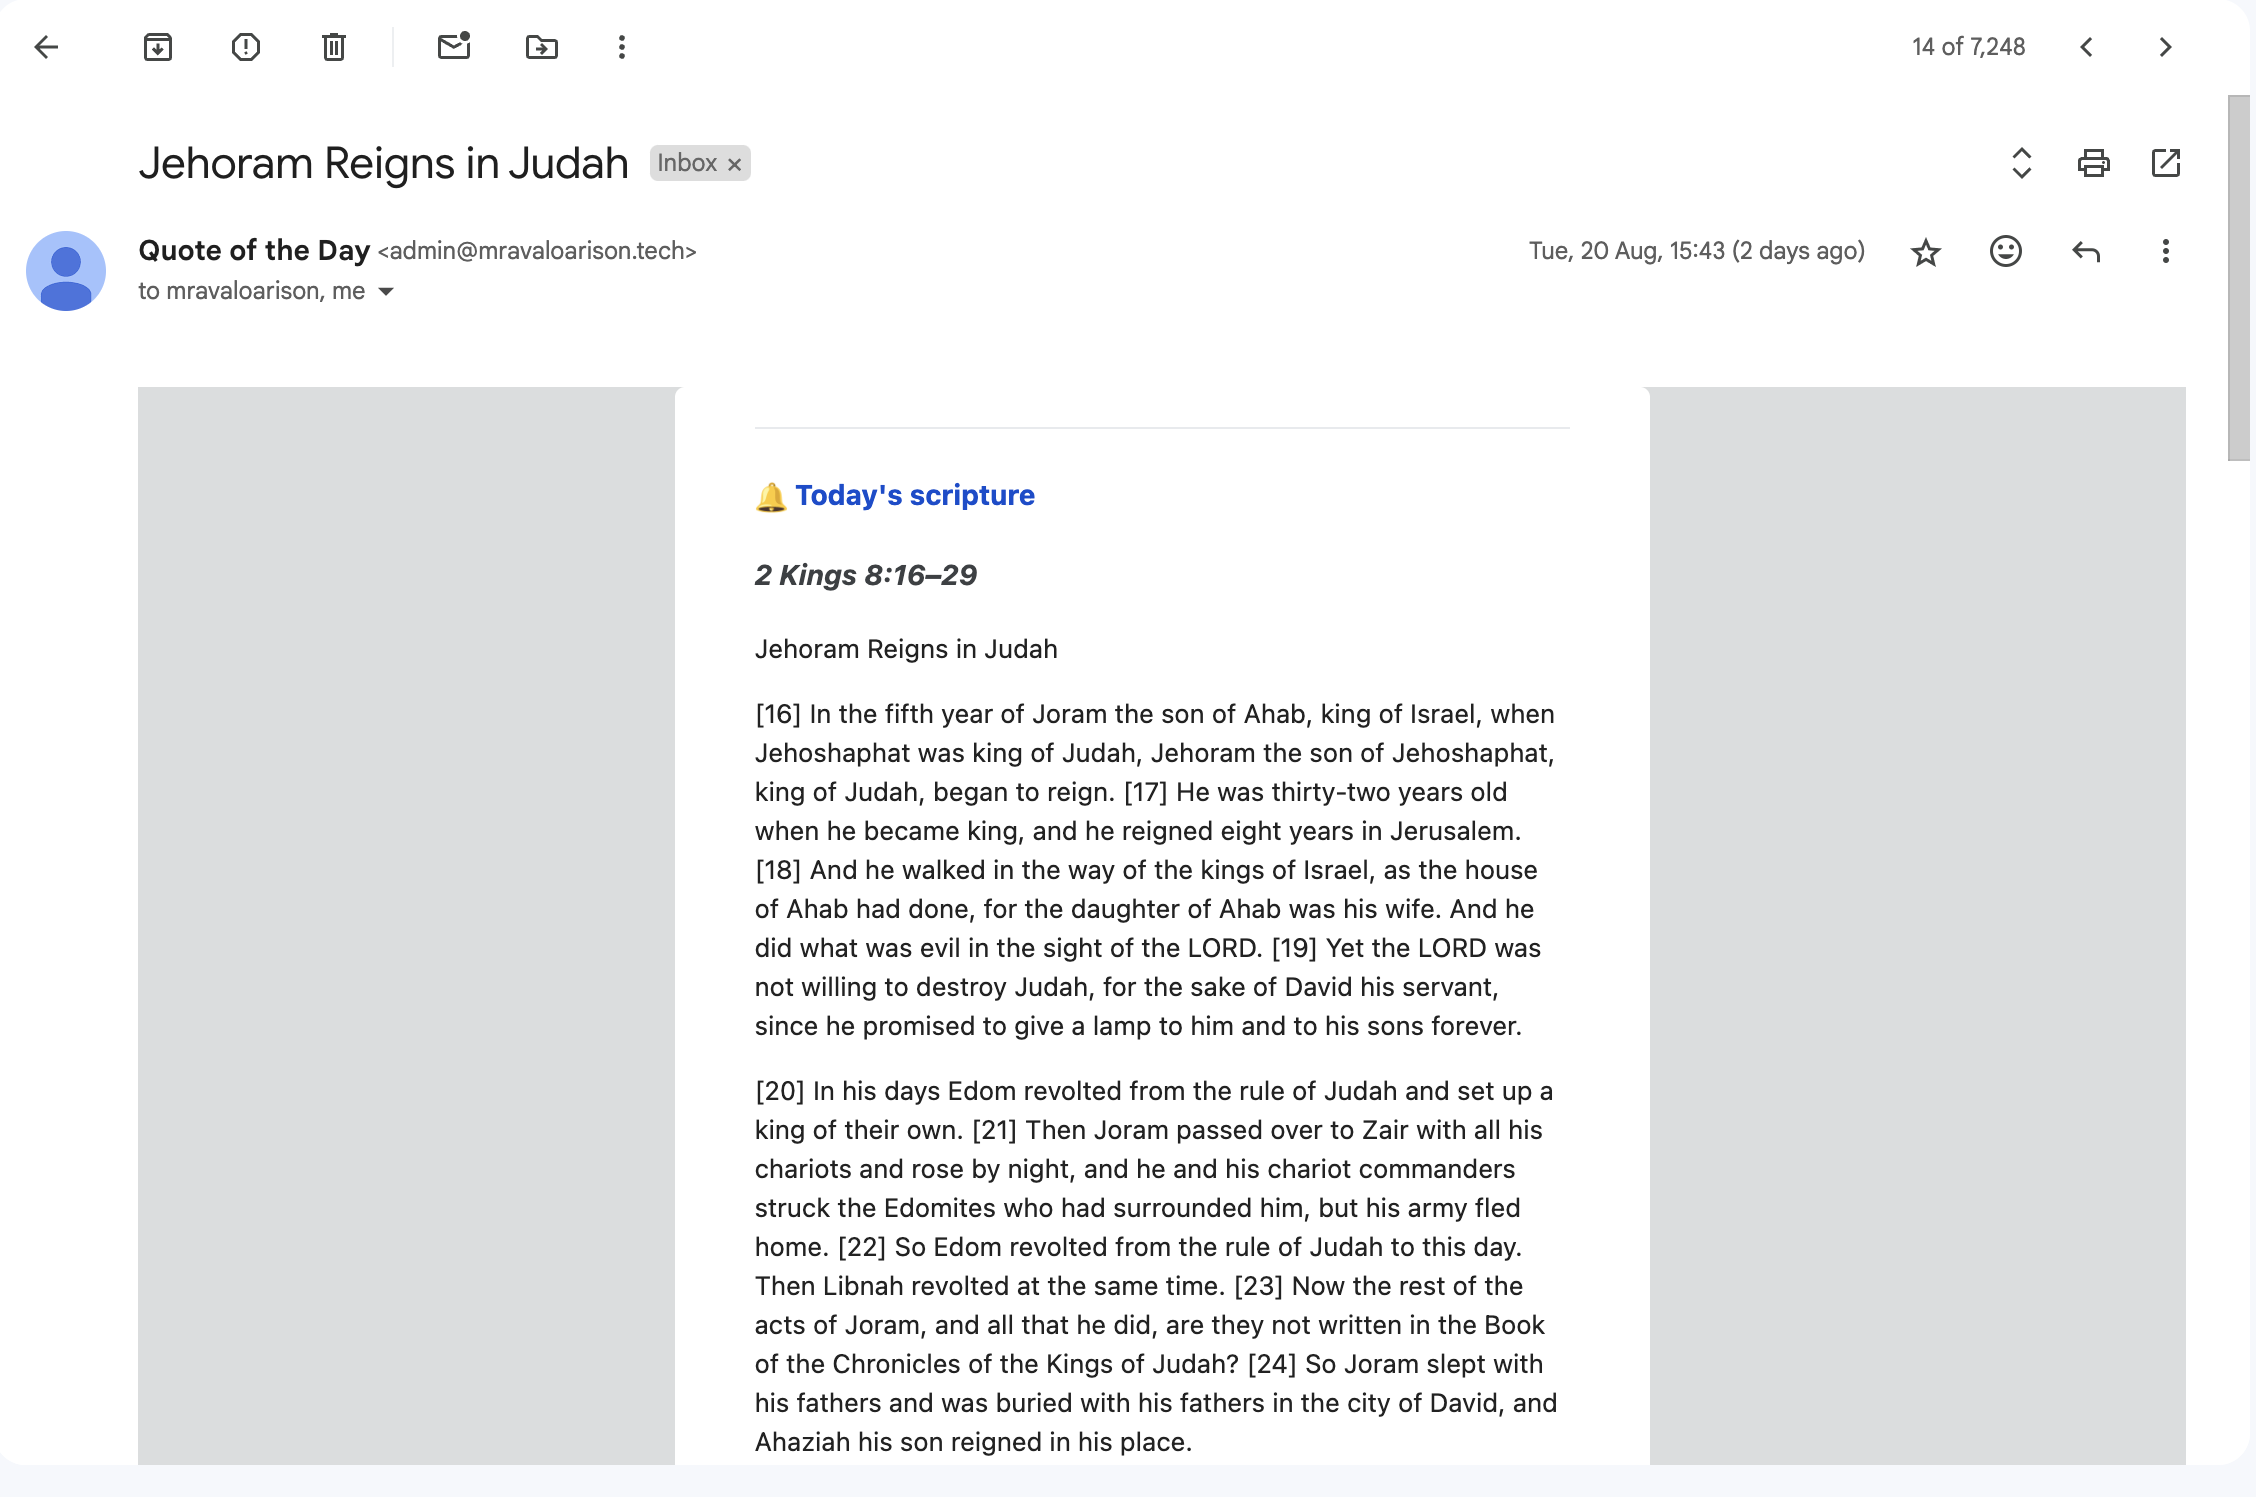 14 of 7,248
Jehoram Reigns in Judah Inbox ×
Quote of the Day <admin@mravaloarison.tech>
Tue, 20 Aug, 15:43 (2 days ago)
to mravaloarison, me
🔔 Today's scripture
2 Kings 8:16–29
Jehoram Reigns in Judah
[16] In the fifth year of Joram the son of Ahab, king of Israel, when
Jehoshaphat was king of Judah, Jehoram the son of Jehoshaphat,
king of Judah, began to reign. [17] He was thirty-two years old
when he became king, and he reigned eight years in Jerusalem.
[18] And he walked in the way of the kings of Israel, as the house
of Ahab had done, for the daughter of Ahab was his wife. And he
did what was evil in the sight of the LORD. [19] Yet the LORD was
not willing to destroy Judah, for the sake of David his servant,
since he promised to give a lamp to him and to his sons forever.
[20] In his days Edom revolted from the rule of Judah and set up a
king of their own. [21] Then Joram passed over to Zair with all his
chariots and rose by night, and he and his chariot commanders
struck the Edomites who had surrounded him, but his army fled
home. [22] So Edom revolted from the rule of Judah to this day.
Then Libnah revolted at the same time. [23] Now the rest of the
acts of Joram, and all that he did, are they not written in the Book
of the Chronicles of the Kings of Judah? [24] So Joram slept with
his fathers and was buried with his fathers in the city of David, and
Ahaziah his son reigned in his place.